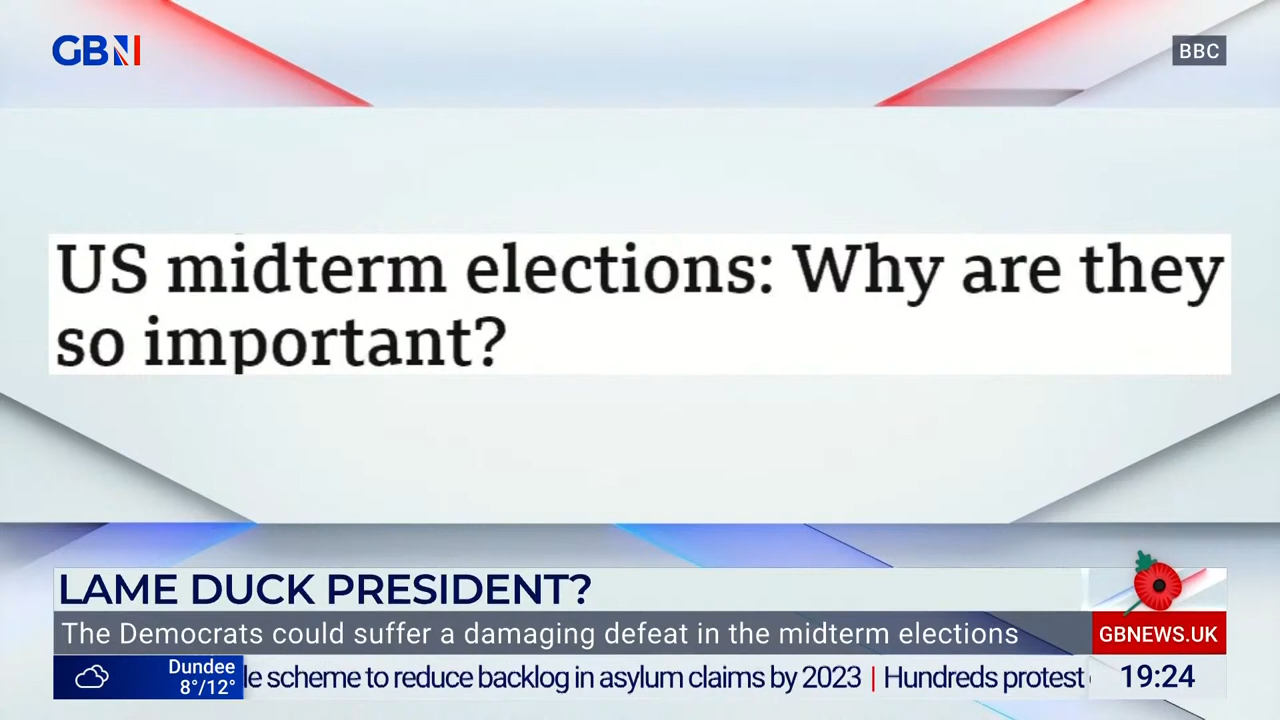 GBN
BBC
US midterm elections: Why are they
so important?
LAME DUCK PRESIDENT?
The Democrats could suffer a damaging defeat in the midterm elections
GBNEWS.UK
Dundee
8°/12°
scheme to reduce backlog in asylum claims by 2023 | Hundreds protest
19:24